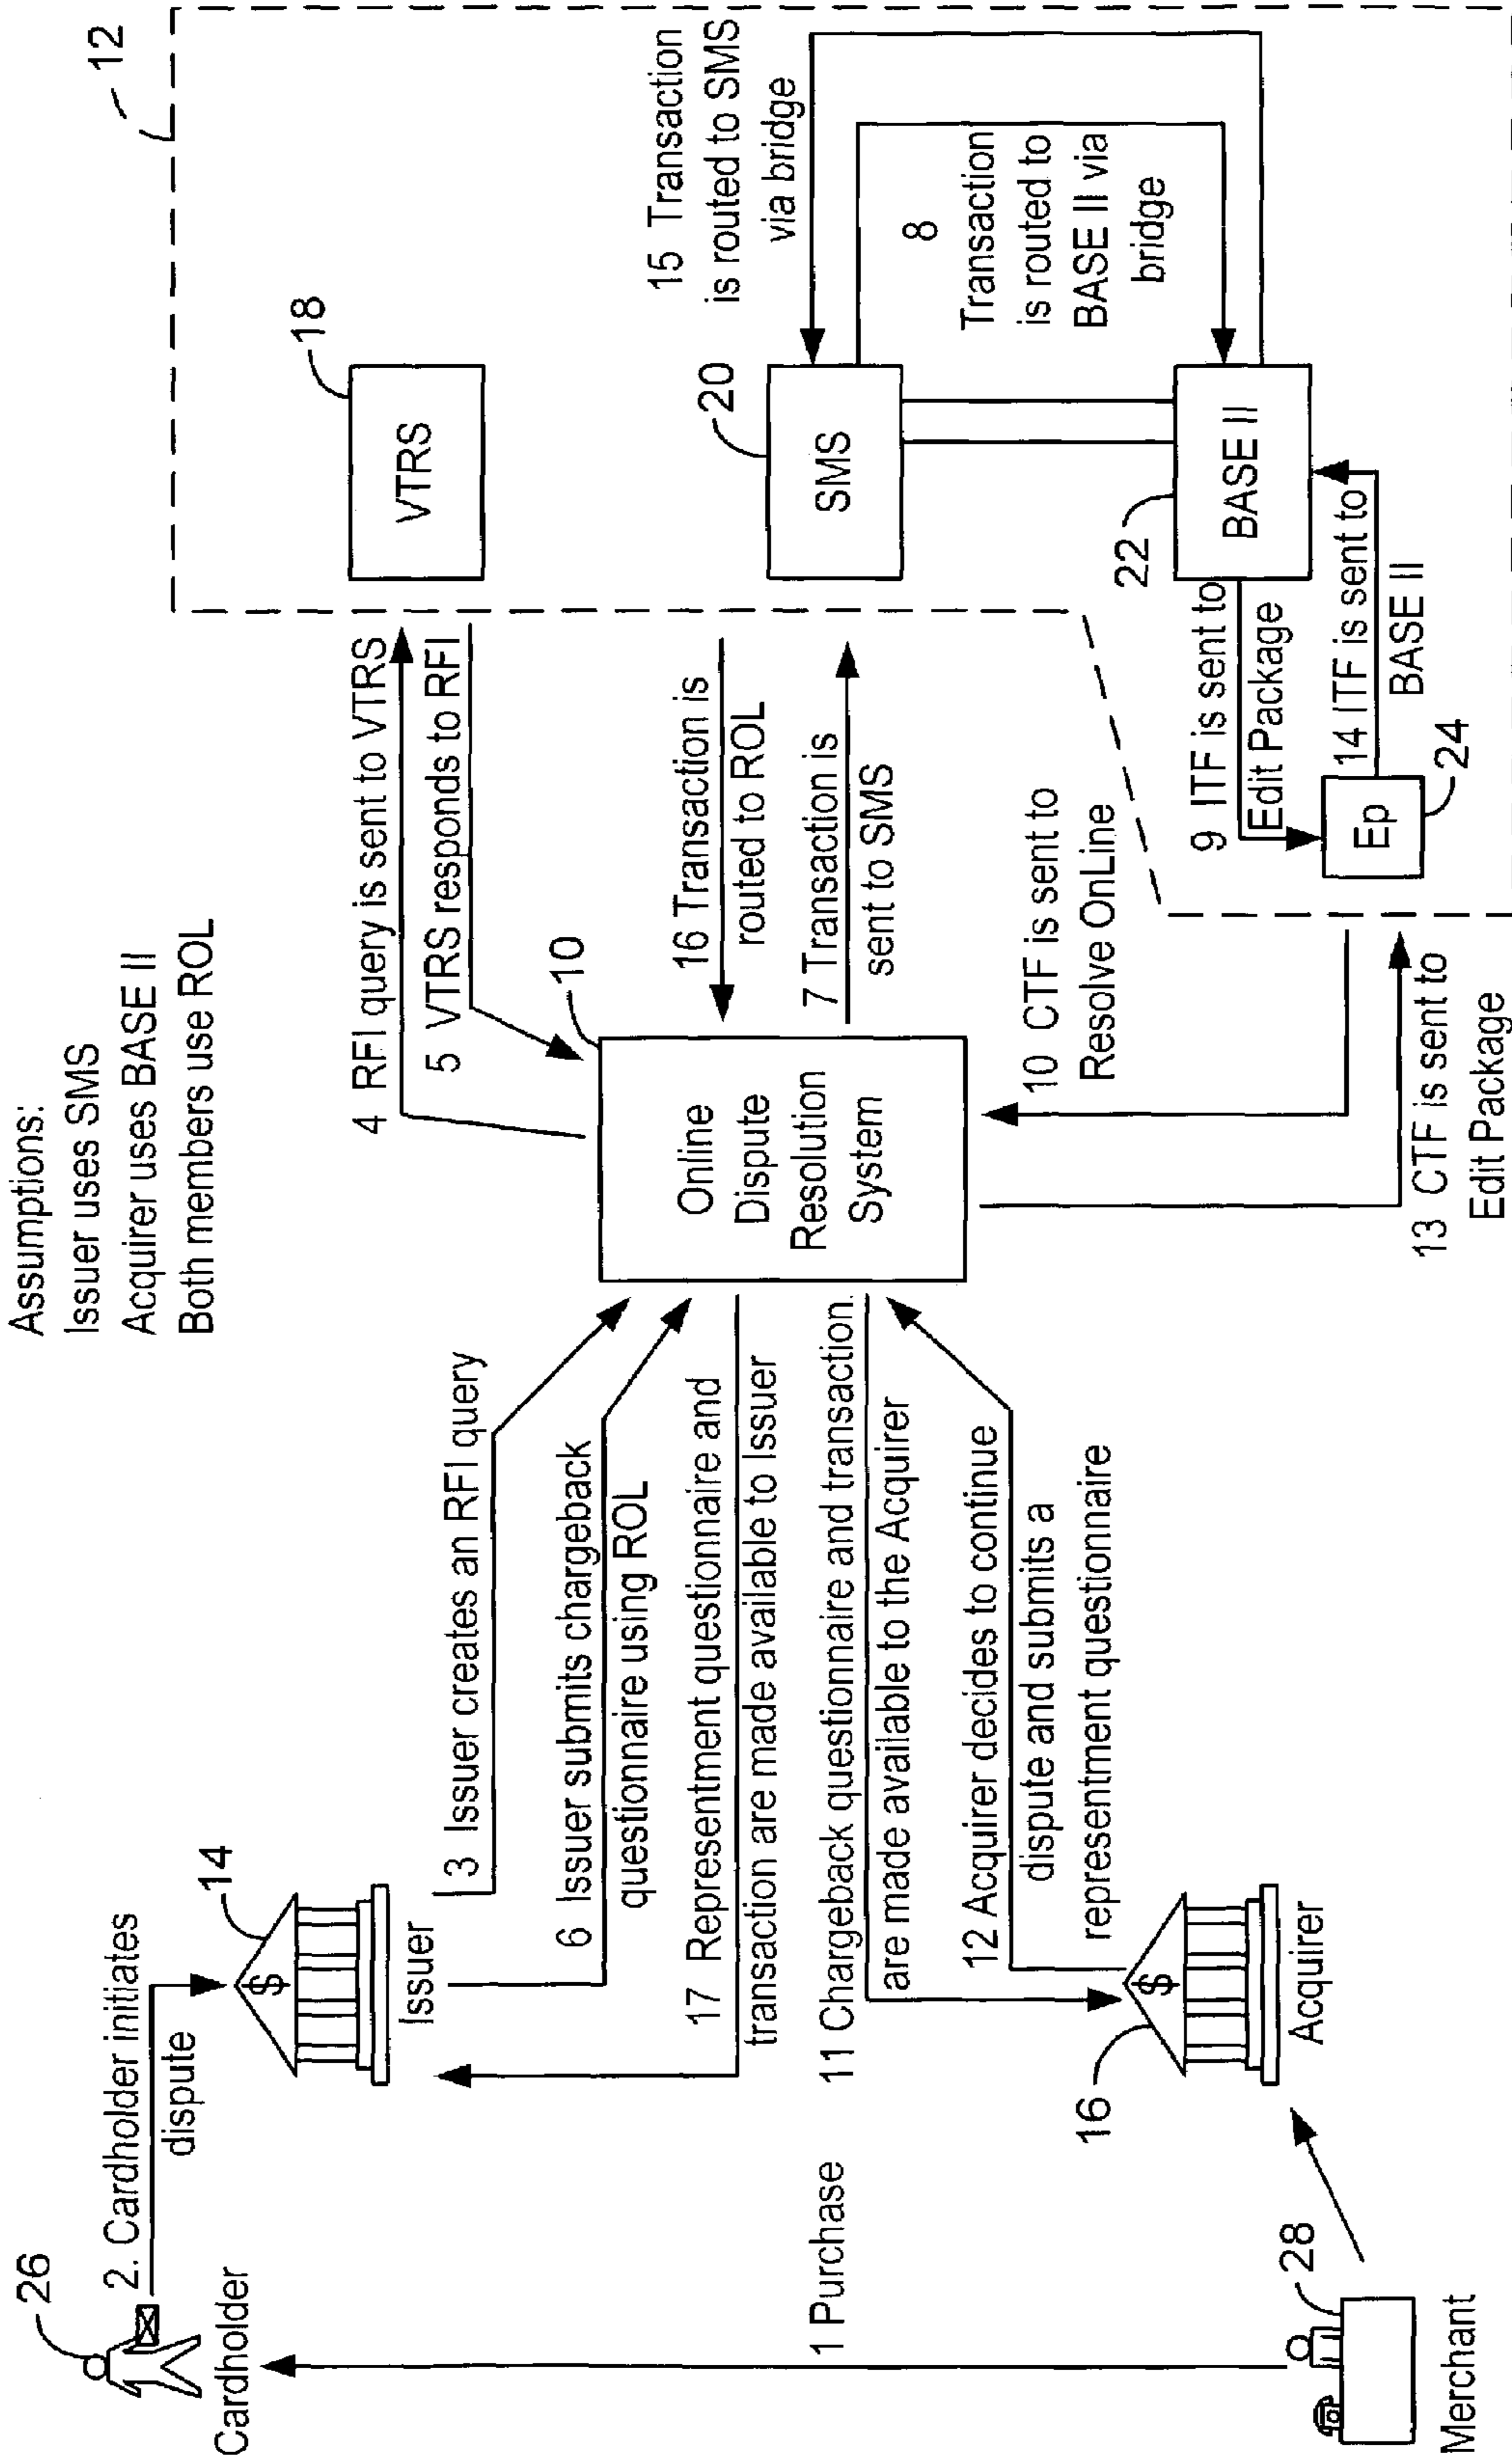 Assumptions:
Issuer uses SMS
Acquirer uses BASE II
Both members use ROL
12
26
Cardholder
2. Cardholder initiates
dispute
14
$
Issuer
1 Purchase
28
Merchant
16
$
Acquirer
3 Issuer creates an RFI query
6 Issuer submits chargeback
questionnaire using ROL
17 Representment questionnaire and
transaction are made available to Issuer
11 Chargeback questionnaire and transaction
are made available to the Acquirer
12 Acquirer decides to continue
dispute and submits a
representment questionnaire
10
Online
Dispute
Resolution
System
4 RFI query is sent to VTRS
5 VTRS responds to RFI
16 Transaction is
routed to ROL
7 Transaction is
sent to SMS
10 CTF is sent to
Resolve OnLine
13 CTF is sent to
Edit Package
18
VTRS
20
SMS
22
BASE II
15 Transaction
is routed to SMS
via bridge
8
Transaction
is routed to
BASE II via
bridge
9 ITF is sent to
Edit Package
14 ITF is sent to
BASE II
Ep
24